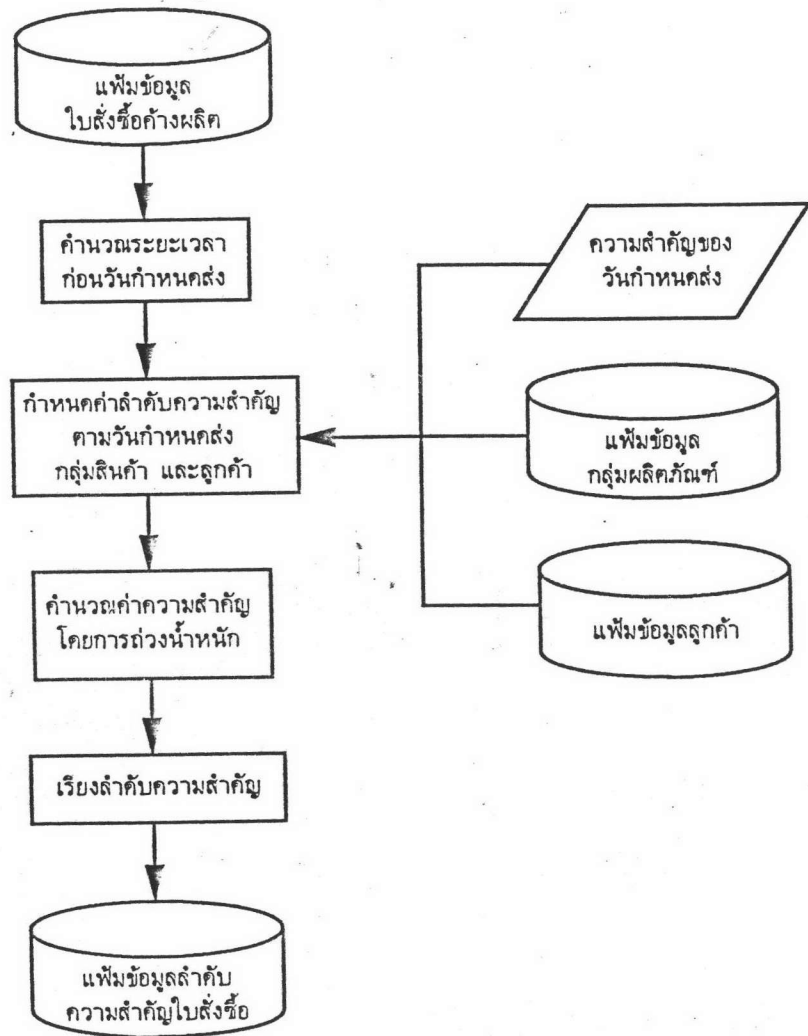 แฟ้มข้อมูล
ใบสั่งซื้อค้างผลิต
คำนวณระยะเวลา
ก่อนวันกำหนดส่ง
ความสำคัญของ
วันกำหนดส่ง
กำหนดค่าลำดับความสำคัญ
ตามวันกำหนดส่ง
กลุ่มสินค้า และลูกค้า
แฟ้มข้อมูล
กลุ่มผลิตภัณฑ์
คำนวณค่าความสำคัญ
โดยการถ่วงน้ำหนัก
แฟ้มข้อมูลลูกค้า
เรียงลำดับความสำคัญ
แฟ้มข้อมูลลำดับ
ความสำคัญใบสั่งซื้อ